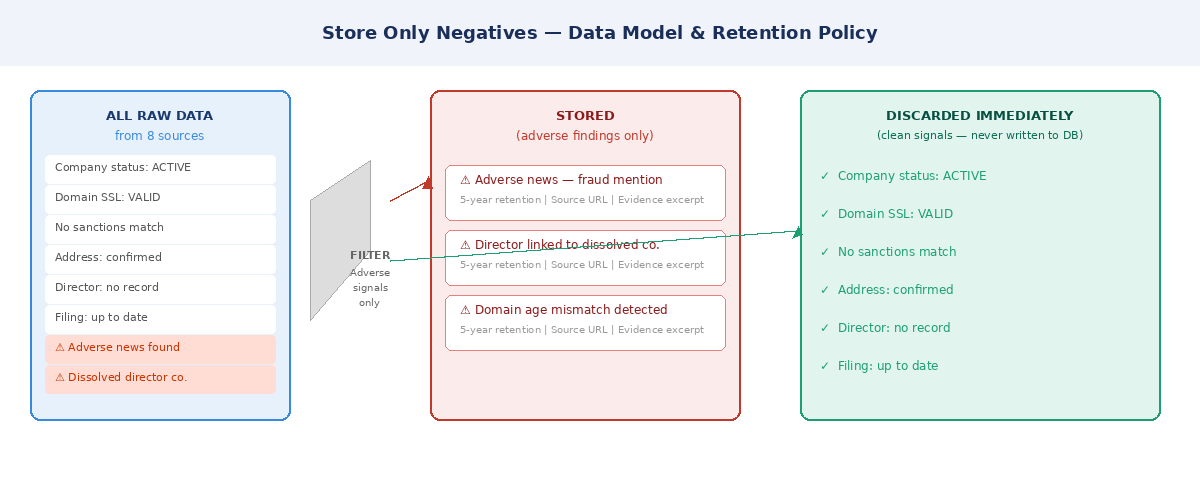 Store Only Negatives — Data Model & Retention Policy
ALL RAW DATA
from 8 sources
Company status: ACTIVE
Domain SSL: VALID
No sanctions match
Address: confirmed
Director: no record
Filing: up to date
⚠ Adverse news found
⚠ Dissolved director co.
FILTER
Adverse
signals
only
STORED
(adverse findings only)
⚠ Adverse news — fraud mention
5-year retention | Source URL | Evidence excerpt
⚠ Director linked to dissolved co.
5-year retention | Source URL | Evidence excerpt
⚠ Domain age mismatch detected
5-year retention | Source URL | Evidence excerpt
DISCARDED IMMEDIATELY
(clean signals — never written to DB)
✓ Company status: ACTIVE
✓ Domain SSL: VALID
✓ No sanctions match
✓ Address: confirmed
✓ Director: no record
✓ Filing: up to date